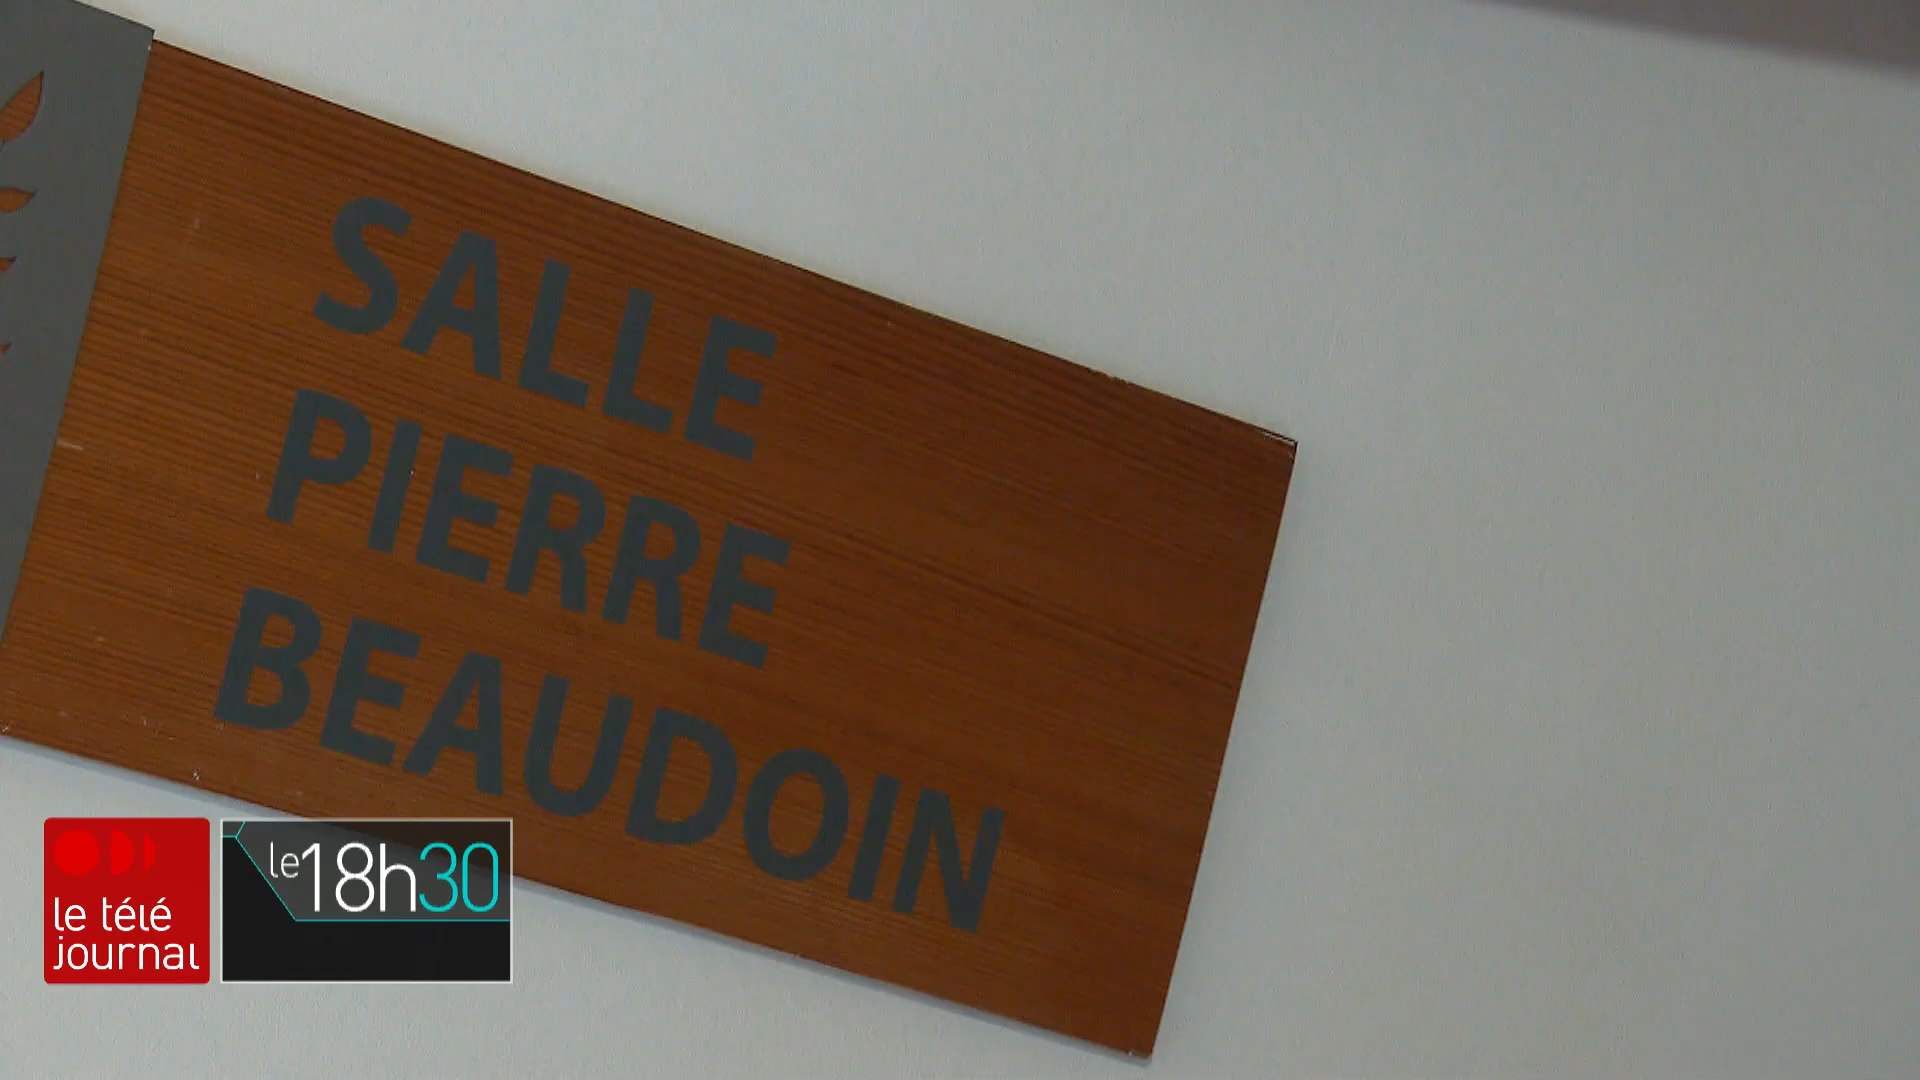 SALLE
PIERRE
BEAUDOIN
le télé
journal
le 18h30